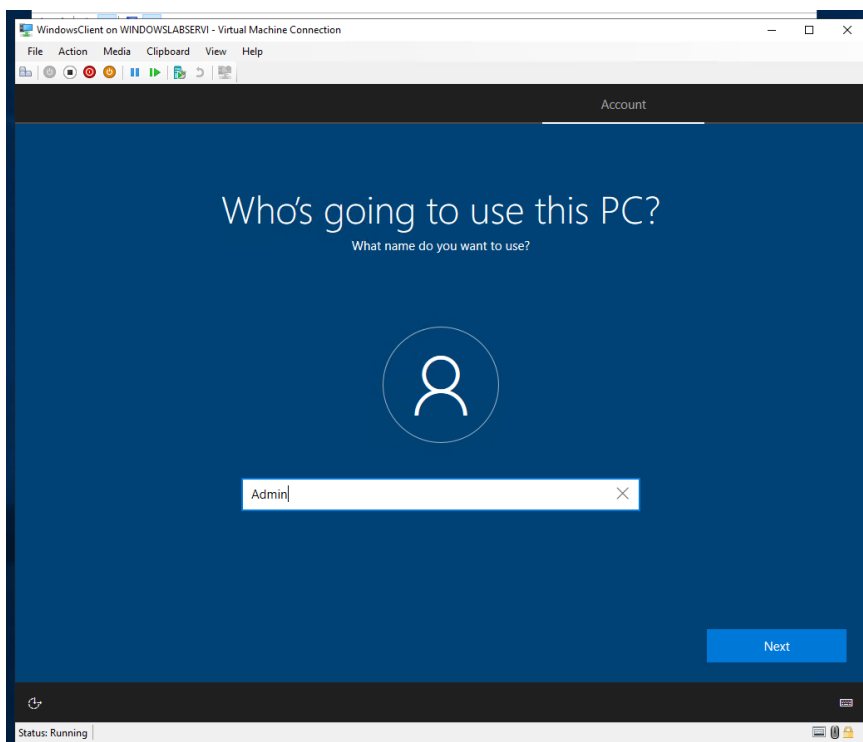 WindowsClient on WINDOWSLABSERVI - Virtual Machine Connection
File Action Media Clipboard View Help
Account
Who's going to use this PC?
What name do you want to use?
Admin
Next
Status: Running